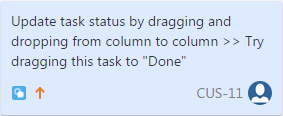 Update task status by dragging and
dropping from column to column >> Try
dragging this task to "Done"
CUS-11